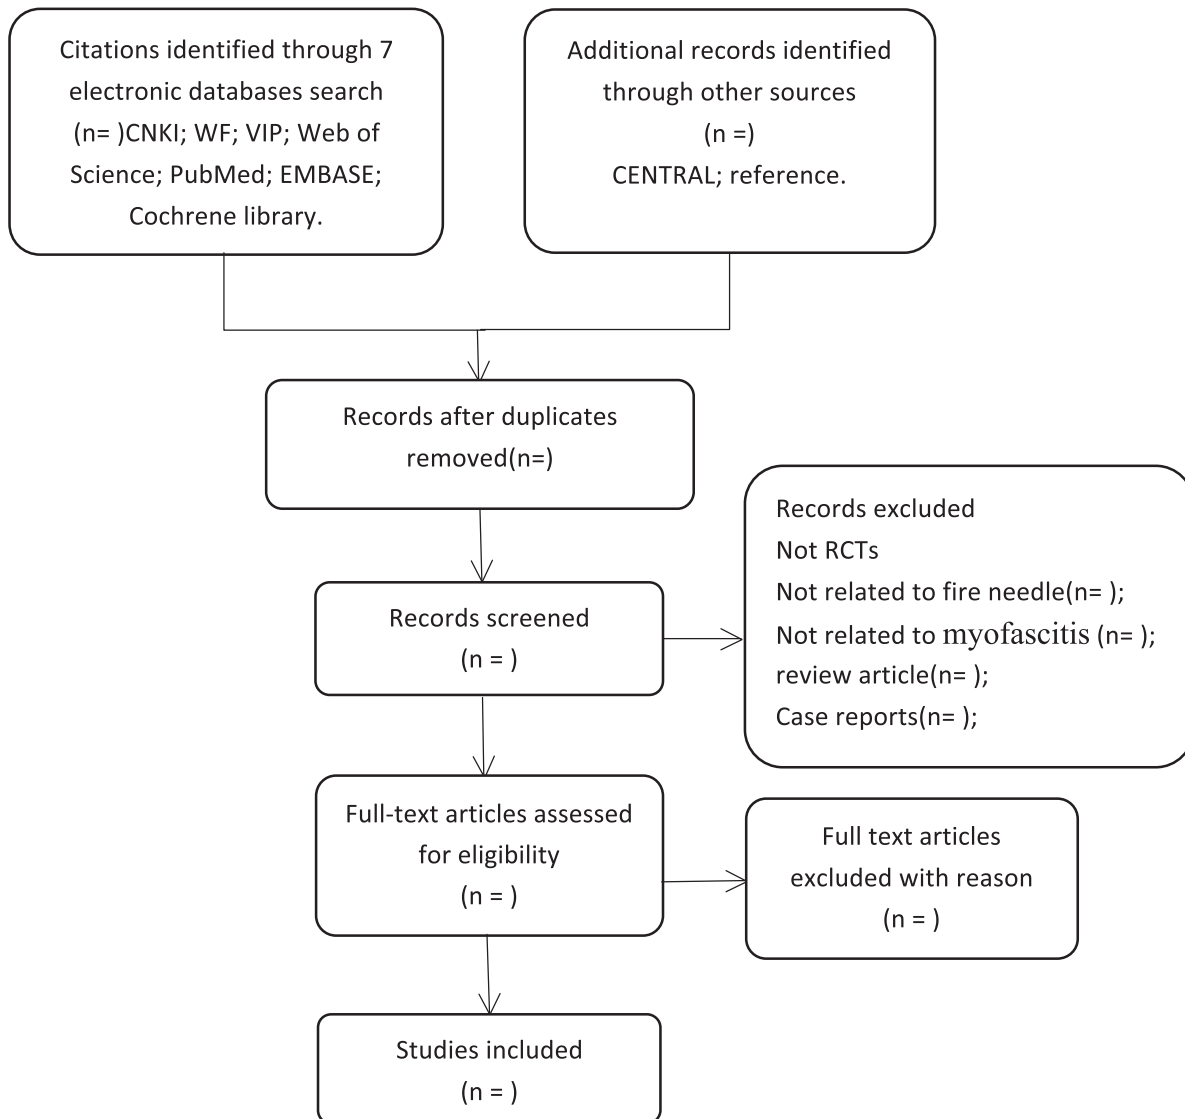 Citations identified through 7
electronic databases search
(n= )CNKI; WF; VIP; Web of
Science; PubMed; EMBASE;
Cochrene library.
Additional records identified
through other sources
(n =)
CENTRAL; reference.
Records after duplicates
removed(n=)
Records screened
(n = )
Records excluded
Not RCTs
Not related to fire needle(n= );
Not related to myofascitis (n= );
review article(n= );
Case reports(n= );
Full-text articles assessed
for eligibility
(n = )
Full text articles
excluded with reason
(n = )
Studies included
(n = )